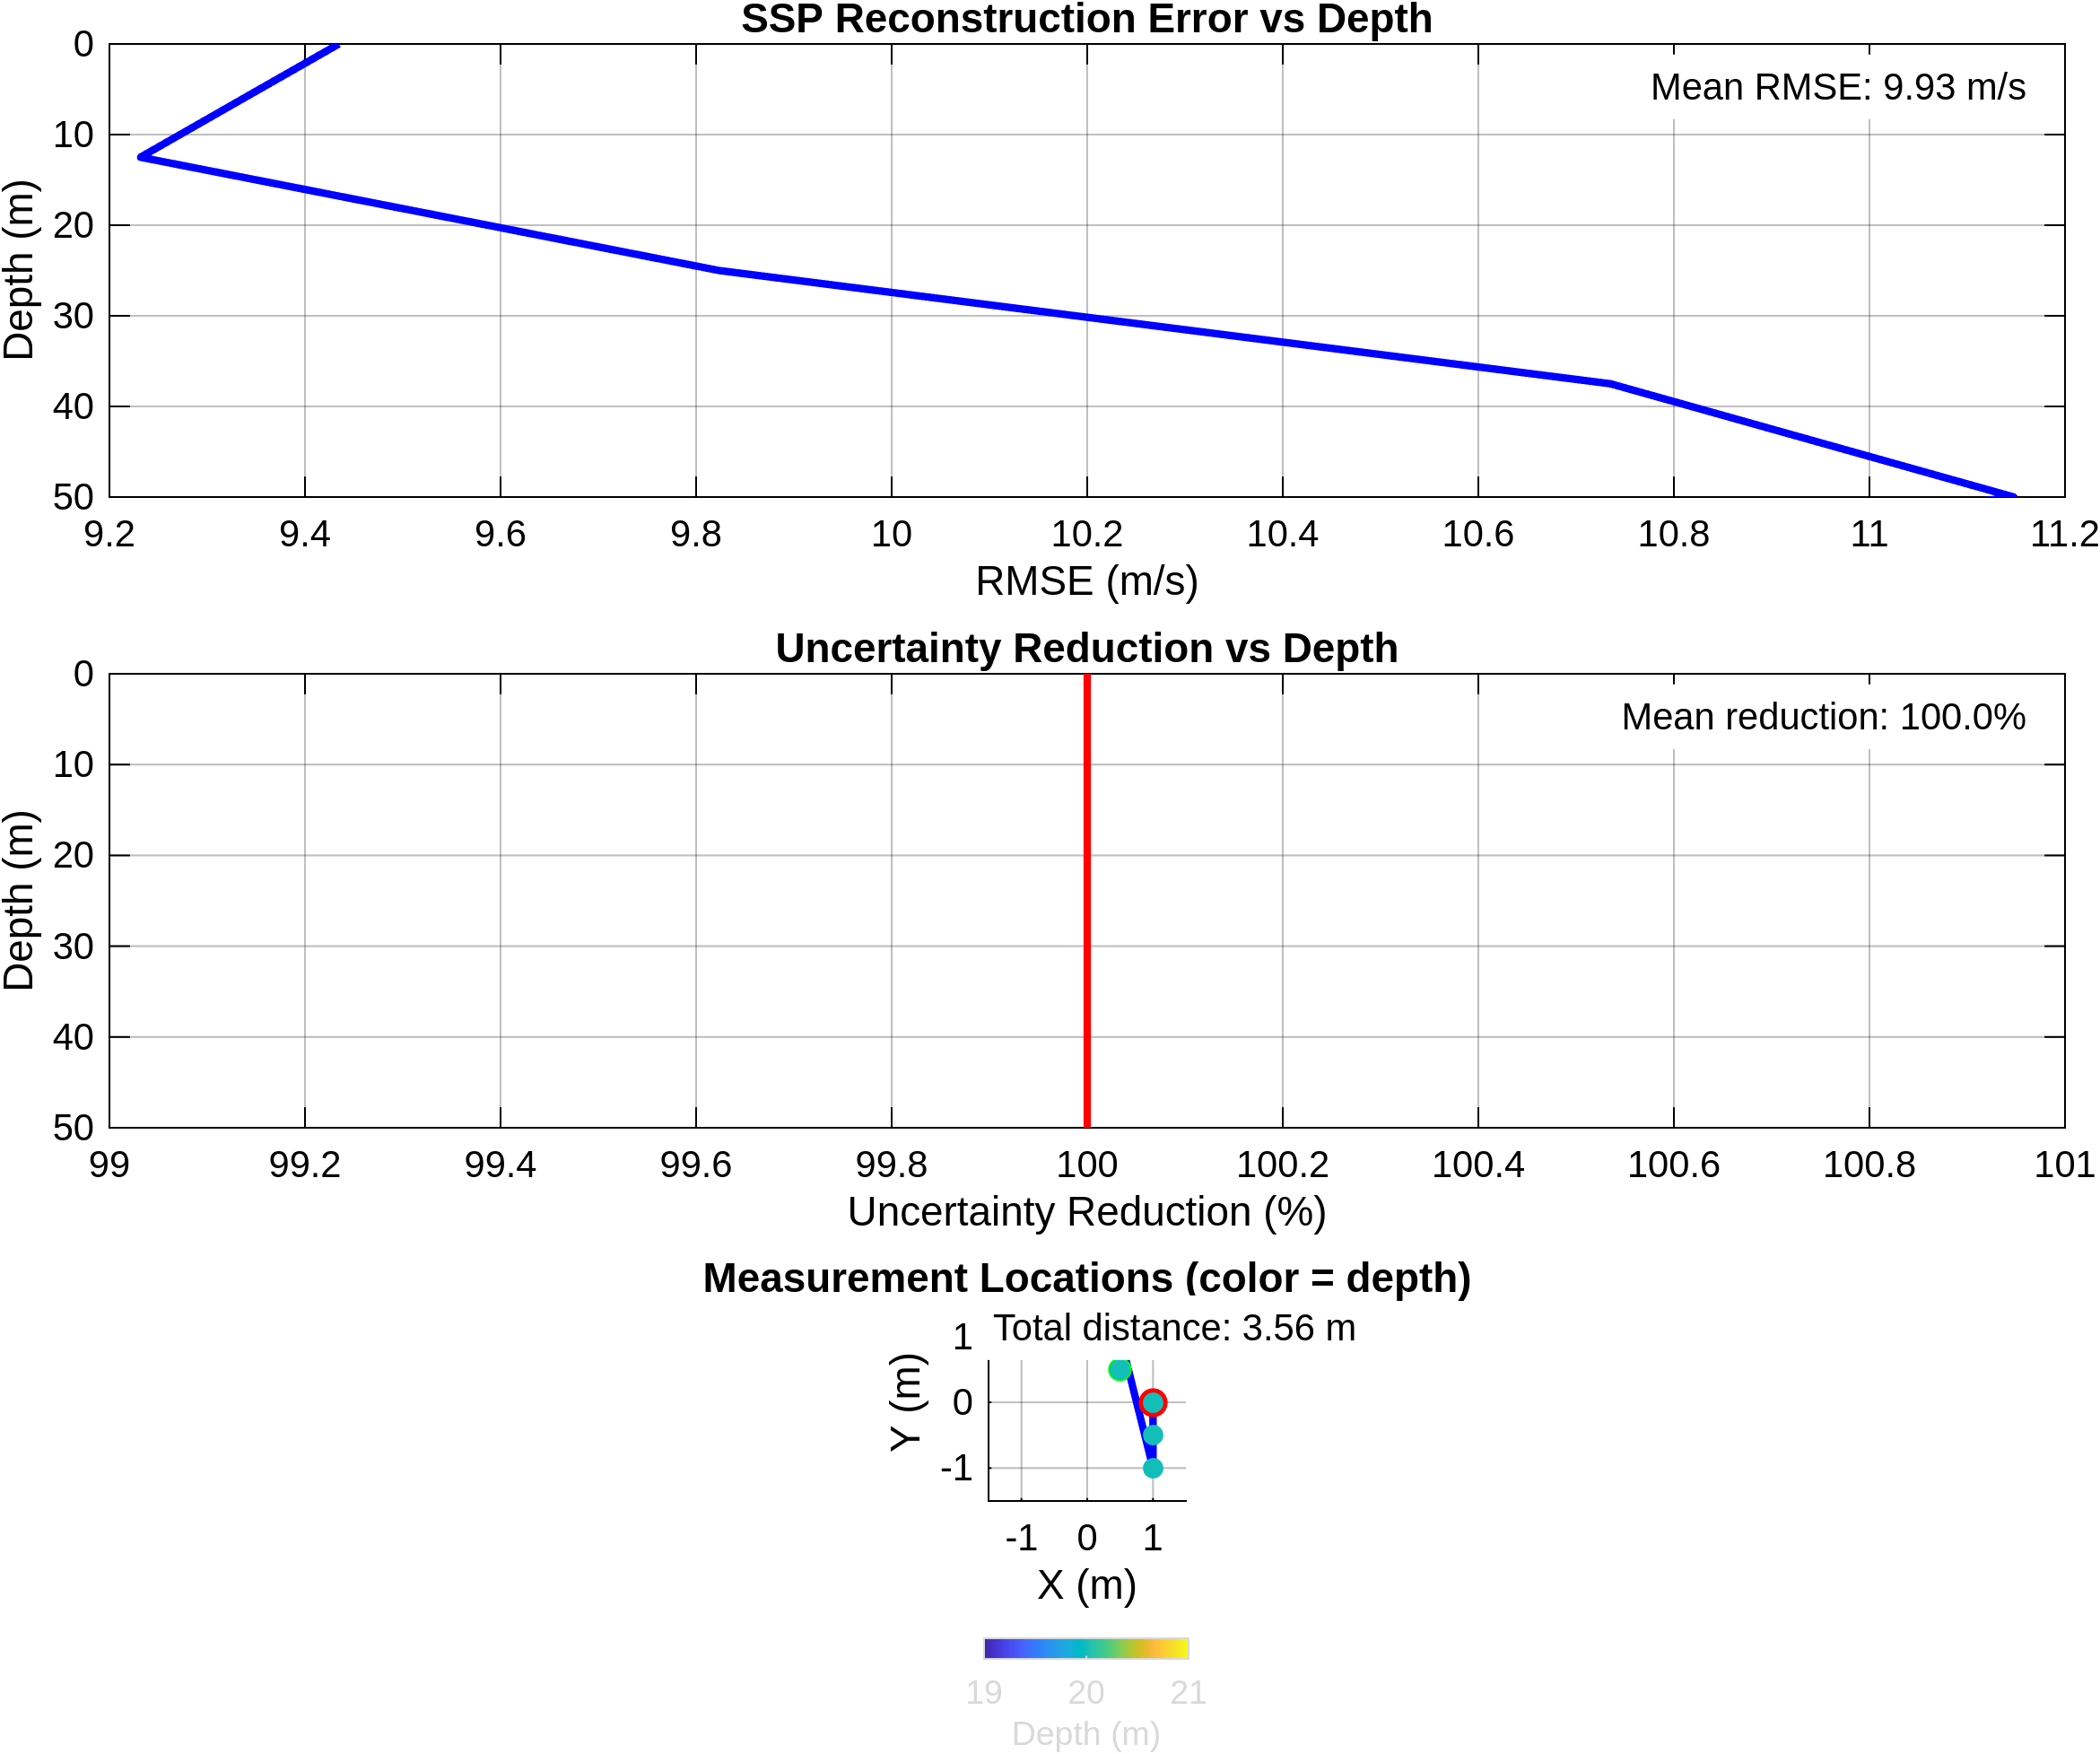 SSP Reconstruction Error vs Depth
Mean RMSE: 9.93 m/s
Depth (m)
0
10
20
30
40
50
9.2 9.4 9.6 9.8 10 10.2 10.4 10.6 10.8 11 11.2
RMSE (m/s)
Uncertainty Reduction vs Depth
Mean reduction: 100.0%
Depth (m)
0
10
20
30
40
50
99 99.2 99.4 99.6 99.8 100 100.2 100.4 100.6 100.8 101
Uncertainty Reduction (%)
Measurement Locations (color = depth)
Total distance: 3.56 m
Y (m)
1
0
-1
-1 0 1
X (m)
19 20 21
Depth (m)